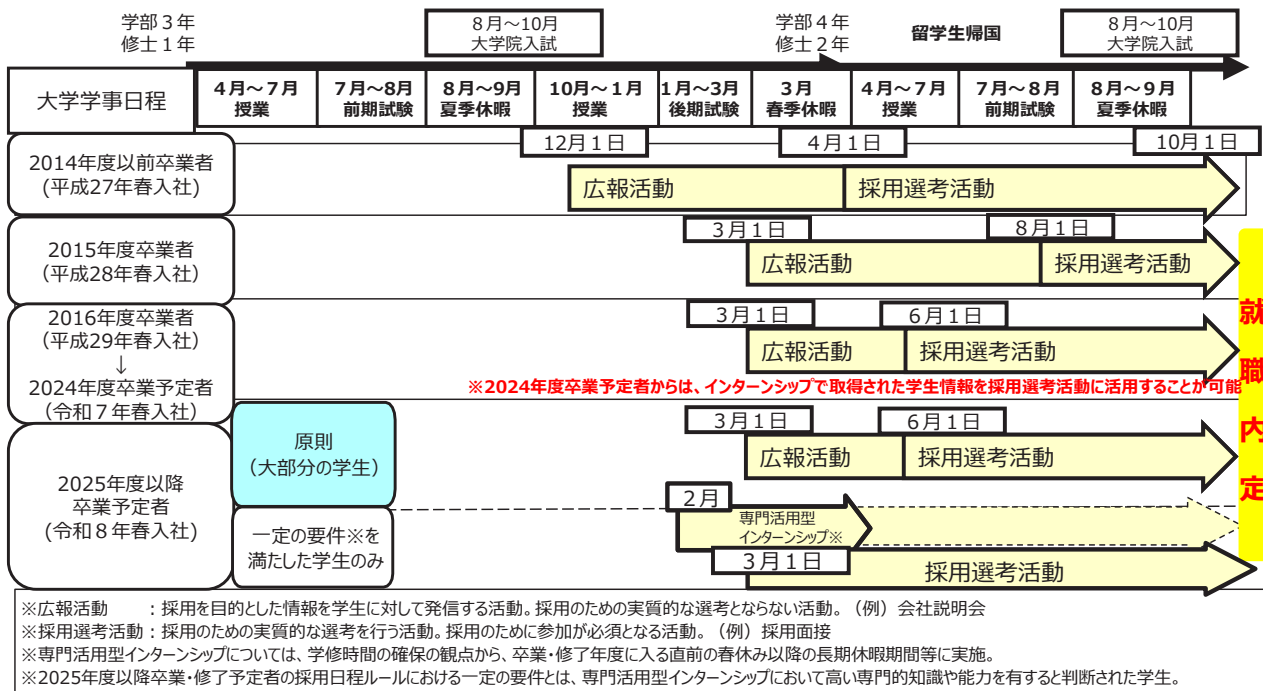 学部３年
修士１年
８月～10月
大学院入試
学部４年
修士２年
留学生帰国
８月～10月
大学院入試
大学学事日程
４月～７月
授業
７月～８月
前期試験
８月～９月
夏季休暇
10月～１月
授業
１月～３月
後期試験
３月
春季休暇
４月～７月
授業
７月～８月
前期試験
８月～９月
夏季休暇
2014年度以前卒業者
(平成27年春入社)
12月１日
４月１日
10月１日
広報活動
採用選考活動
2015年度卒業者
(平成28年春入社)
３月１日
８月１日
広報活動
採用選考活動
2016年度卒業者
(平成29年春入社)
↓
2024年度卒業予定者
(令和７年春入社)
３月１日
６月１日
広報活動
採用選考活動
※2024年度卒業予定者からは、インターンシップで取得された学生情報を採用選考活動に活用することが可能
2025年度以降
卒業予定者
(令和８年春入社)
原則
（大部分の学生）
３月１日
６月１日
広報活動
採用選考活動
一定の要件※を
満たした学生のみ
２月
専門活用型
インターンシップ※
３月１日
採用選考活動
就職内定
※広報活動　　：採用を目的とした情報を学生に対して発信する活動。採用のための実質的な選考とならない活動。（例）会社説明会
※採用選考活動：採用のための実質的な選考を行う活動。採用のために参加が必須となる活動。（例）採用面接
※専門活用型インターンシップについては、学修時間の確保の観点から、卒業・修了年度に入る直前の春休み以降の長期休暇期間等に実施。
※2025年度以降卒業・修了予定者の採用日程ルールにおける一定の要件とは、専門活用型インターンシップにおいて高い専門的知識や能力を有すると判断された学生。